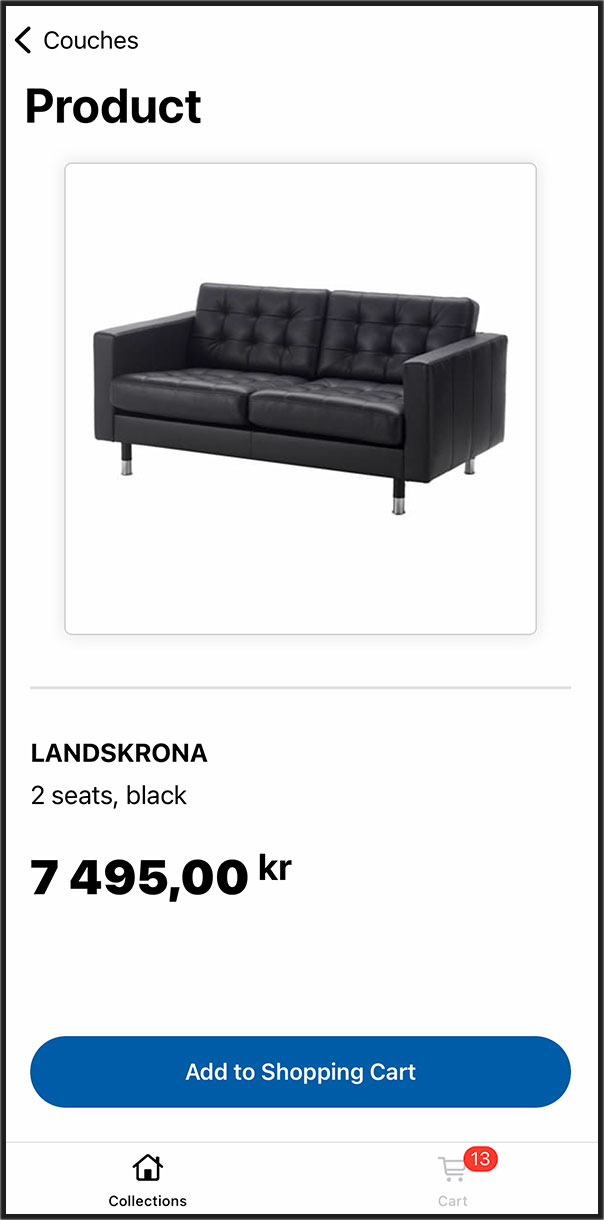 Couches
Product
LANDSKRONA
2 seats, black
7 495,00 kr
Add to Shopping Cart
13
Collections
Cart